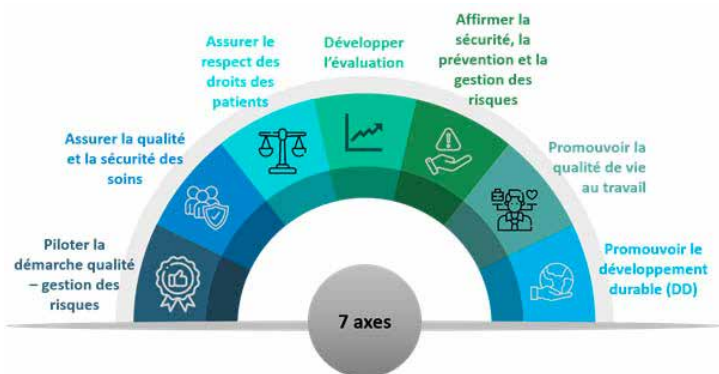 Piloter la
démarche qualité
– gestion des
risques
Assurer la qualité
et la sécurité des
soins
Assurer le
respect des
droits des
patients
Développer
l'évaluation
Affirmer la
sécurité, la
prévention et la
gestion des
risques
Promouvoir la
qualité de vie
au travail
Promouvoir le
développement
durable (DD)
7 axes